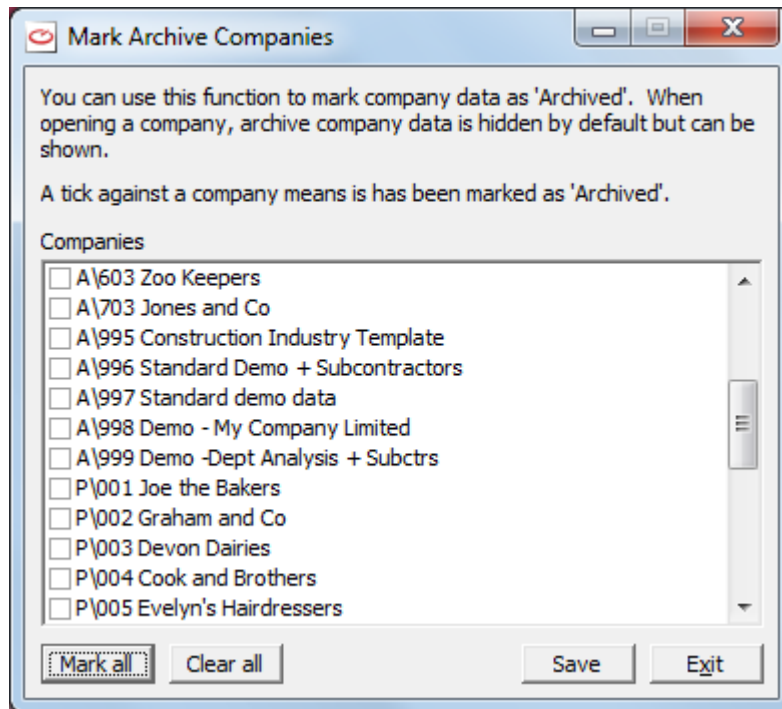 Mark Archive Companies
You can use this function to mark company data as 'Archived'.  When
opening a company, archive company data is hidden by default but can be
shown.
A tick against a company means is has been marked as 'Archived'.
Companies
A\603 Zoo Keepers
A\703 Jones and Co
A\995 Construction Industry Template
A\996 Standard Demo + Subcontractors
A\997 Standard demo data
A\998 Demo - My Company Limited
A\999 Demo -Dept Analysis + Subctrs
P\001 Joe the Bakers
P\002 Graham and Co
P\003 Devon Dairies
P\004 Cook and Brothers
P\005 Evelyn's Hairdressers
Mark all Clear all Save Exit